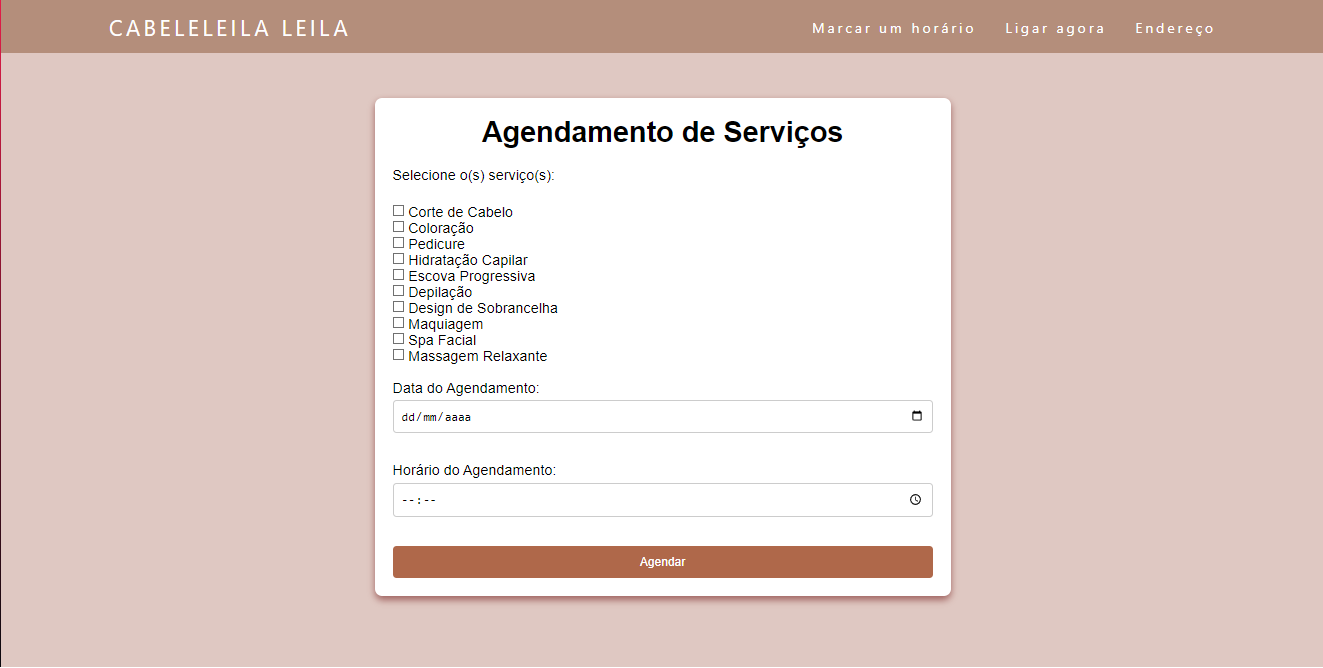 CABELELEILA LEILA
Marcar um horário
Ligar agora
Endereço
Agendamento de Serviços
Selecione o(s) serviço(s):
Corte de Cabelo
Coloração
Pedicure
Hidratação Capilar
Escova Progressiva
Depilação
Design de Sobrancelha
Maquiagem
Spa Facial
Massagem Relaxante
Data do Agendamento:
dd/mm/aaaa
Horário do Agendamento:
--:--
Agendar